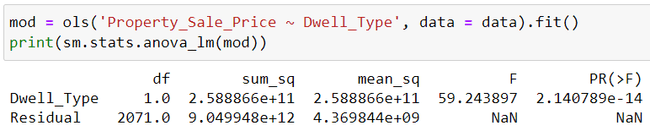 mod = ols('Property_Sale_Price ~ Dwell_Type', data = data).fit()
print(sm.stats.anova_lm(mod))
df sum_sq mean_sq F PR(>F)
Dwell_Type 1.0 2.588866e+11 2.588866e+11 59.243897 2.140789e-14
Residual 2071.0 9.049948e+12 4.369844e+09 NaN NaN